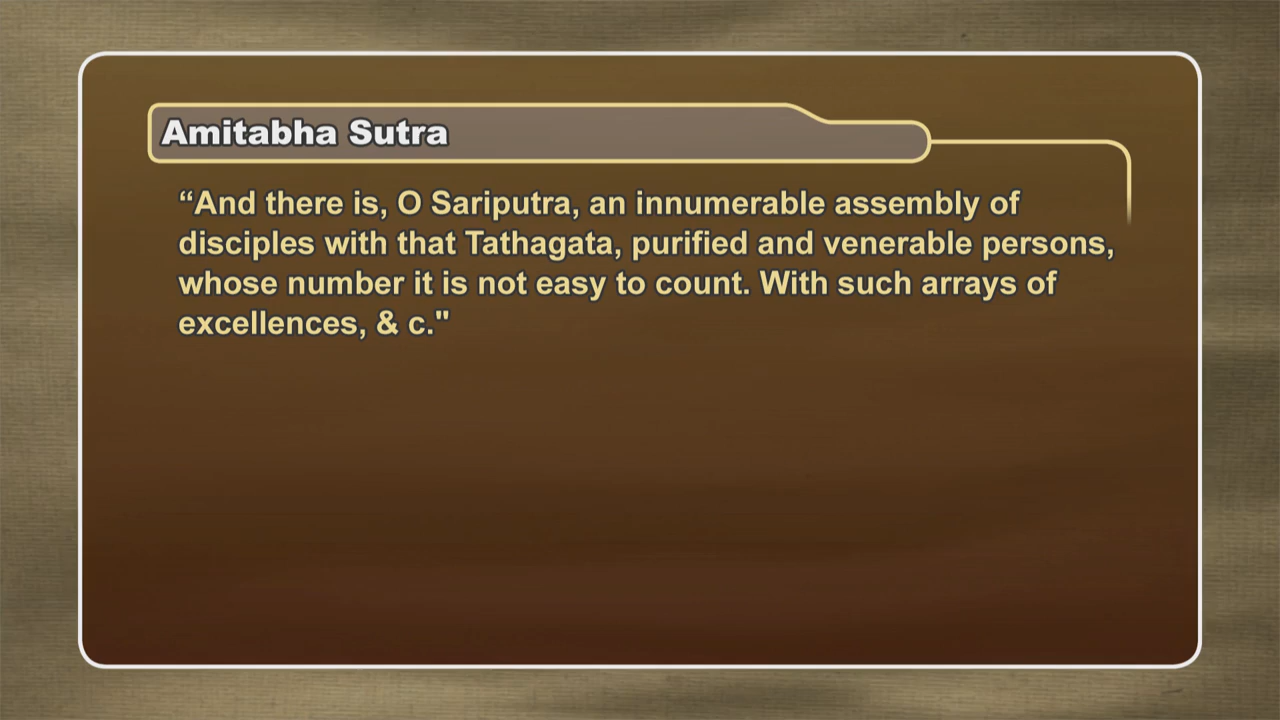 Amitabha Sutra
“And there is, O Sariputra, an innumerable assembly of
disciples with that Tathagata, purified and venerable persons,
whose number it is not easy to count. With such arrays of
excellences, & c."